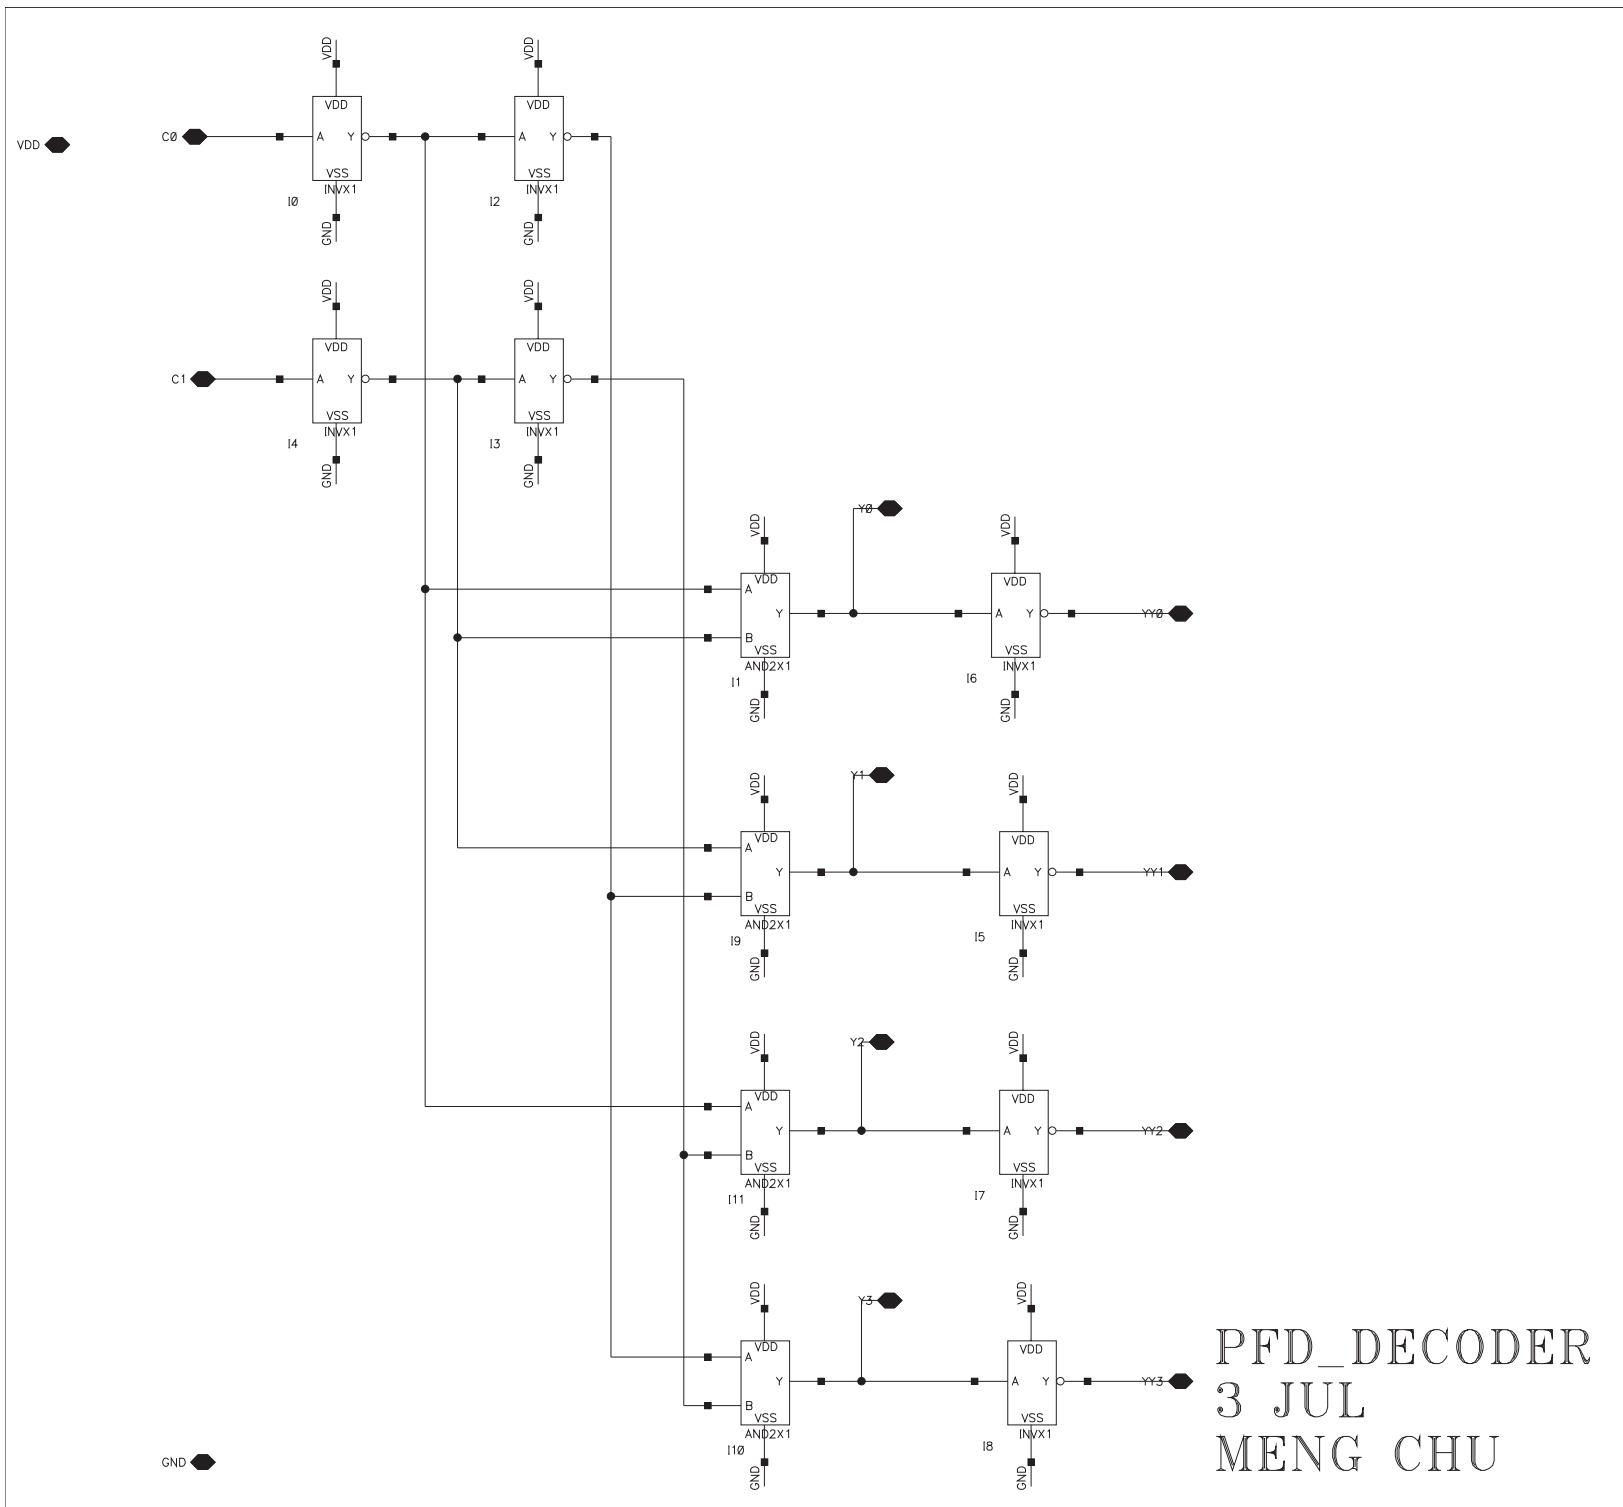 VDD VDD
VDD VDD
VDD C0 A Y A Y
VSS VSS
INVX1 INVX1
I0 I2
GND GND
VDD VDD
VDD VDD
C1 A Y A Y
VSS VSS
INVX1 INVX1
I4 I3
GND GND
Y0
VDD VDD
VDD VDD
A
Y A Y YY0
B
VSS VSS
AND2X1 INVX1
I1 I6
GND GND
Y1
VDD VDD
VDD VDD
A
Y A Y YY1
B
VSS VSS
AND2X1 INVX1
I9 I5
GND GND
Y2
VDD VDD
VDD VDD
A
Y A Y YY2
B
VSS VSS
AND2X1 INVX1
I11 I7
GND GND
VDD VDD
Y3
VDD VDD
A
Y A Y YY3
B
VSS VSS
AND2X1 INVX1
I10 I8
GND GND GND
PFD_DECODER
3 JUL
MENG CHU